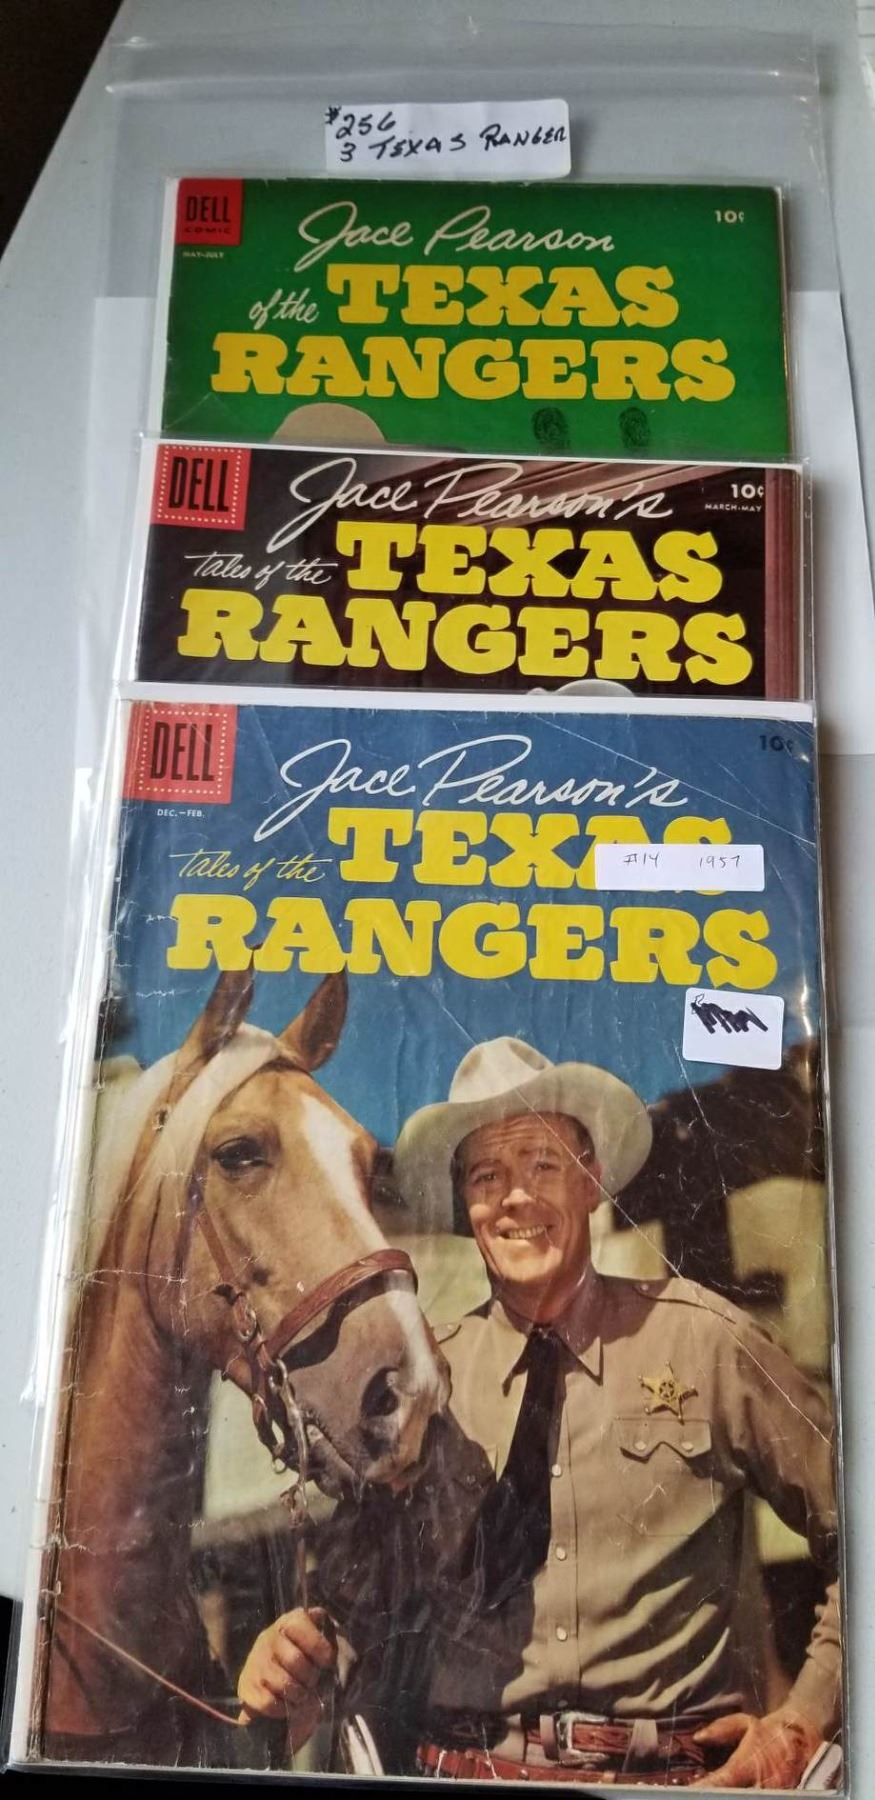 #256
3 TEXAS RANGER
DELL
COMIC
MAY-JULY
10¢
Jace Pearson
of the TEXAS
RANGERS
DELL
10¢
MARCH-MAY
Jace Pearson's
Tales of the TEXAS
RANGERS
DELL
DEC.-FEB.
10¢
Jace Pearson's
Tales of the TEXAS
#14 1957
RANGERS